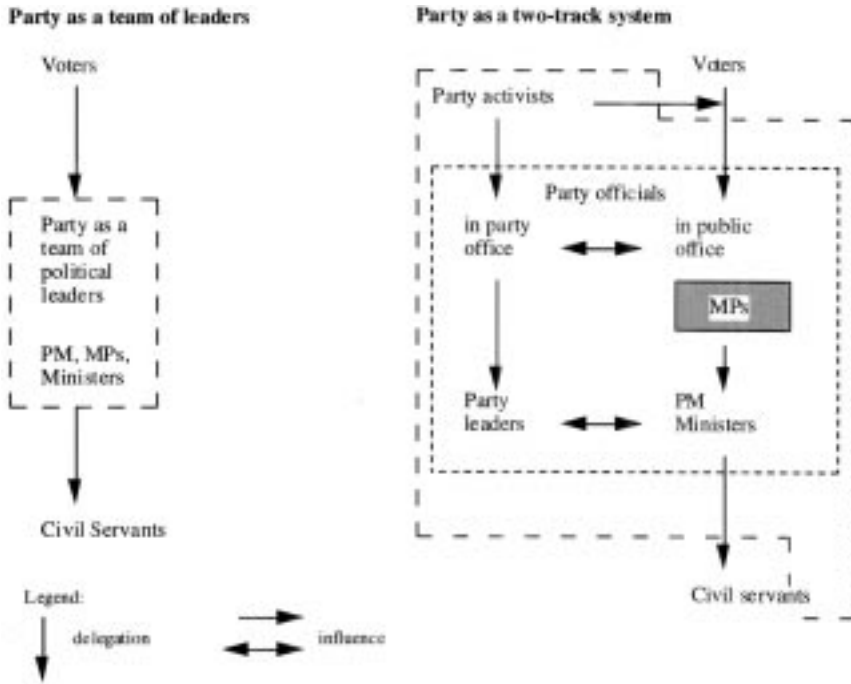 Party as a team of leaders
Voters
Party as a
team of
political
leaders
PM, MPs,
Ministers
Civil Servants
Legend:
delegation
influence
Party as a two-track system
Voters
Party activists
Party officials
in party
office
in public
office
MPs
Party
leaders
PM
Ministers
Civil servants